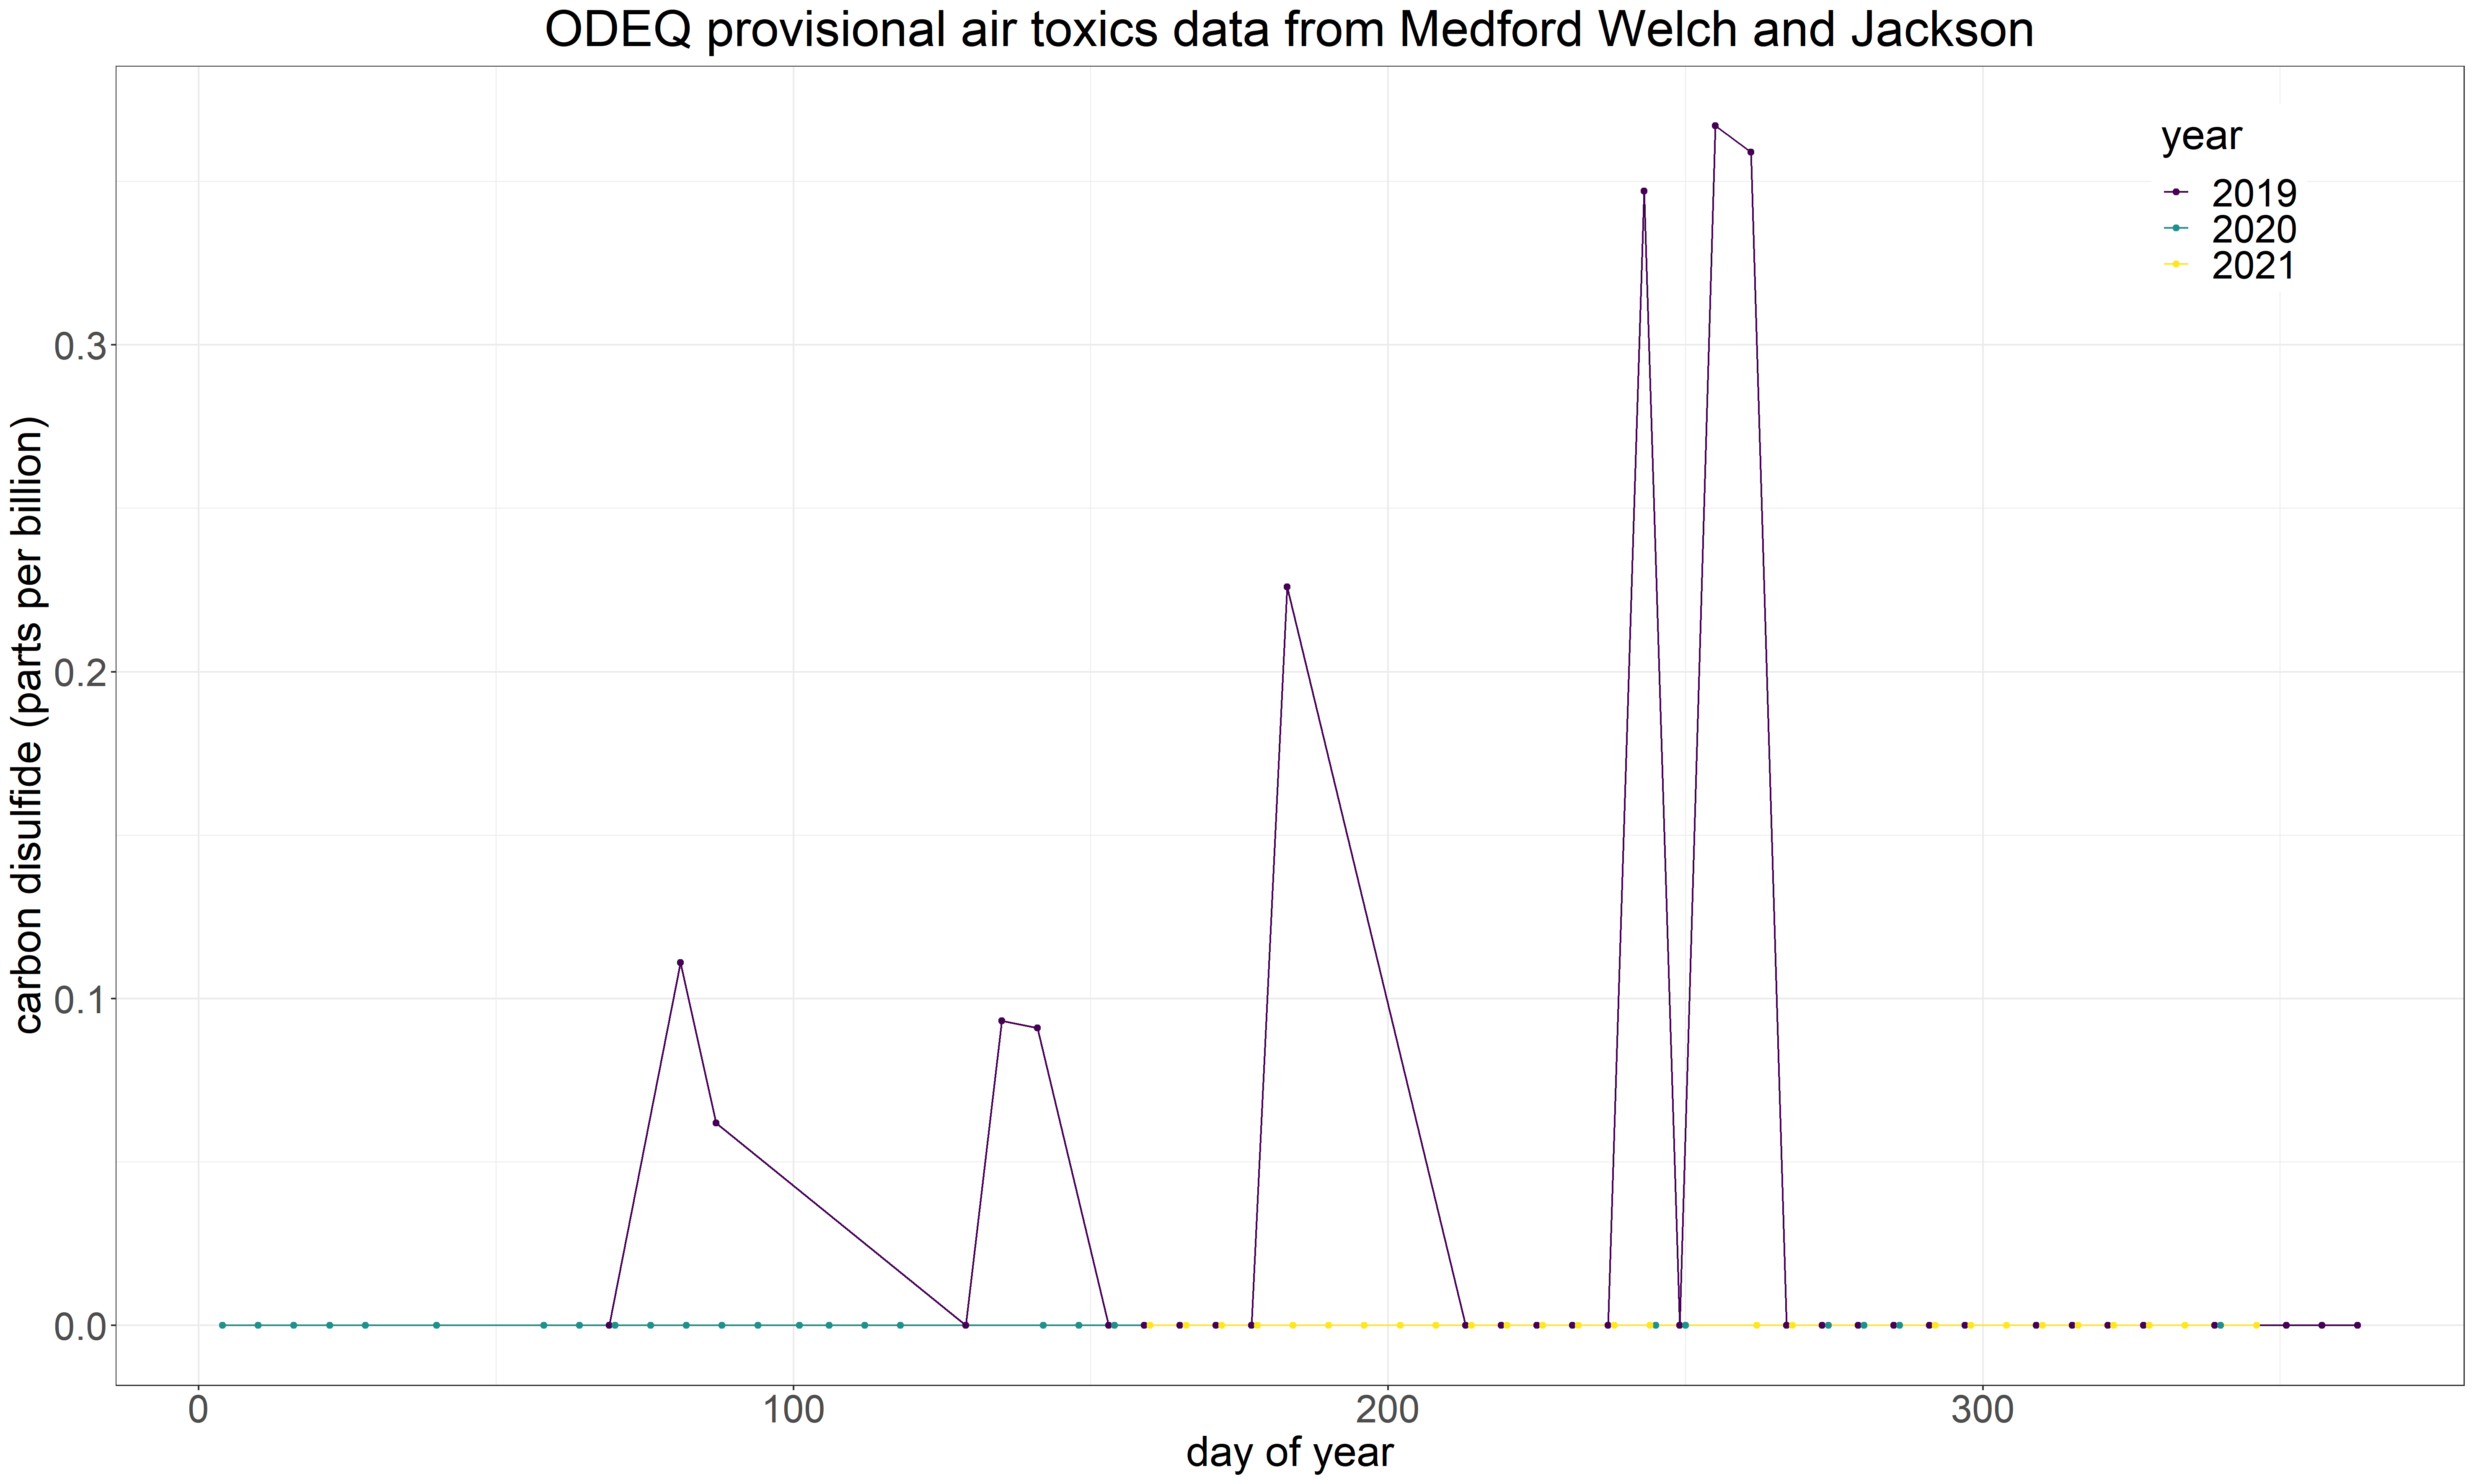 ODEQ provisional air toxics data from Medford Welch and Jackson
year
2019
2020
2021
carbon disulfide (parts per billion)
0.3
0.2
0.1
0.0
0 100 200 300
day of year